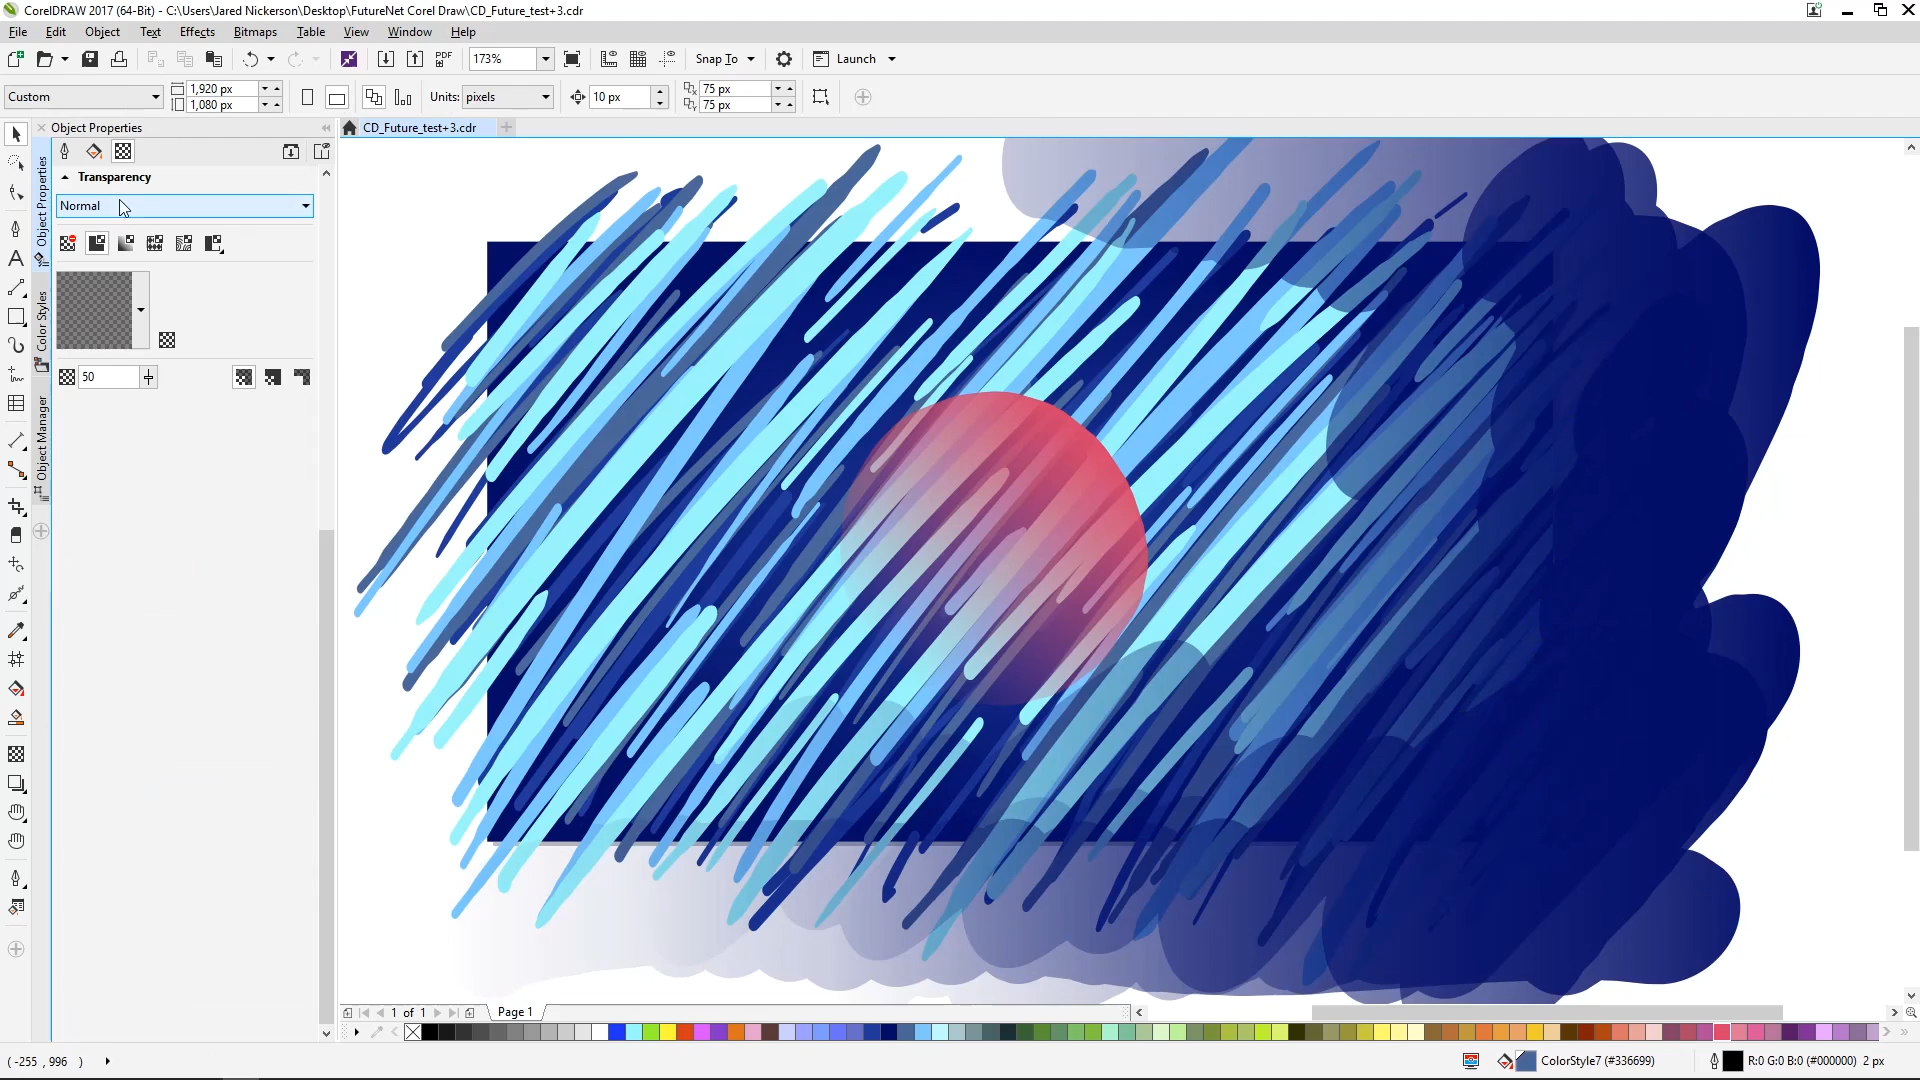 CorelDRAW 2017 (64-Bit) - C:\Users\Jared Nickerson\Desktop\FutureNet Corel Draw\CD_Future_test+3.cdr
File Edit Object View Text Effects Bitmaps Table View Window Help
173% Snap To Launch
PDF
Custom 1,920 px 1,080 px Units: pixels 10 px 75 px 75 px
Object Properties CD_Future_test+3.cdr
Transparency
Normal
Object Properties
Color Styles
50
Object Manager
1 of 1 Page 1
( -255 , 996 ) ColorStyle7 (#336699) R:0 G:0 B:0 (#000000) 2 px